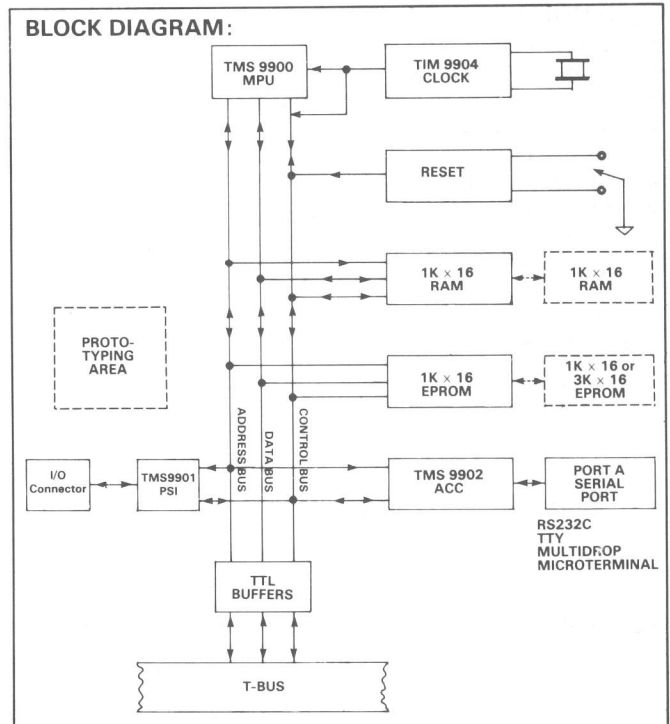 BLOCK DIAGRAM:
TMS 9900
MPU
TIM 9904
CLOCK
RESET
1K × 16
RAM
1K × 16
RAM
PROTO-
TYPING
AREA
1K × 16
EPROM
1K × 16 or
3K × 16
EPROM
ADDRESS BUS
DATA BUS
CONTROL BUS
I/O
Connector
TMS9901
PSI
TMS 9902
ACC
PORT A
SERIAL
PORT
RS232C
TTY
MULTIDROP
MICROTERMINAL
TTL
BUFFERS
T-BUS